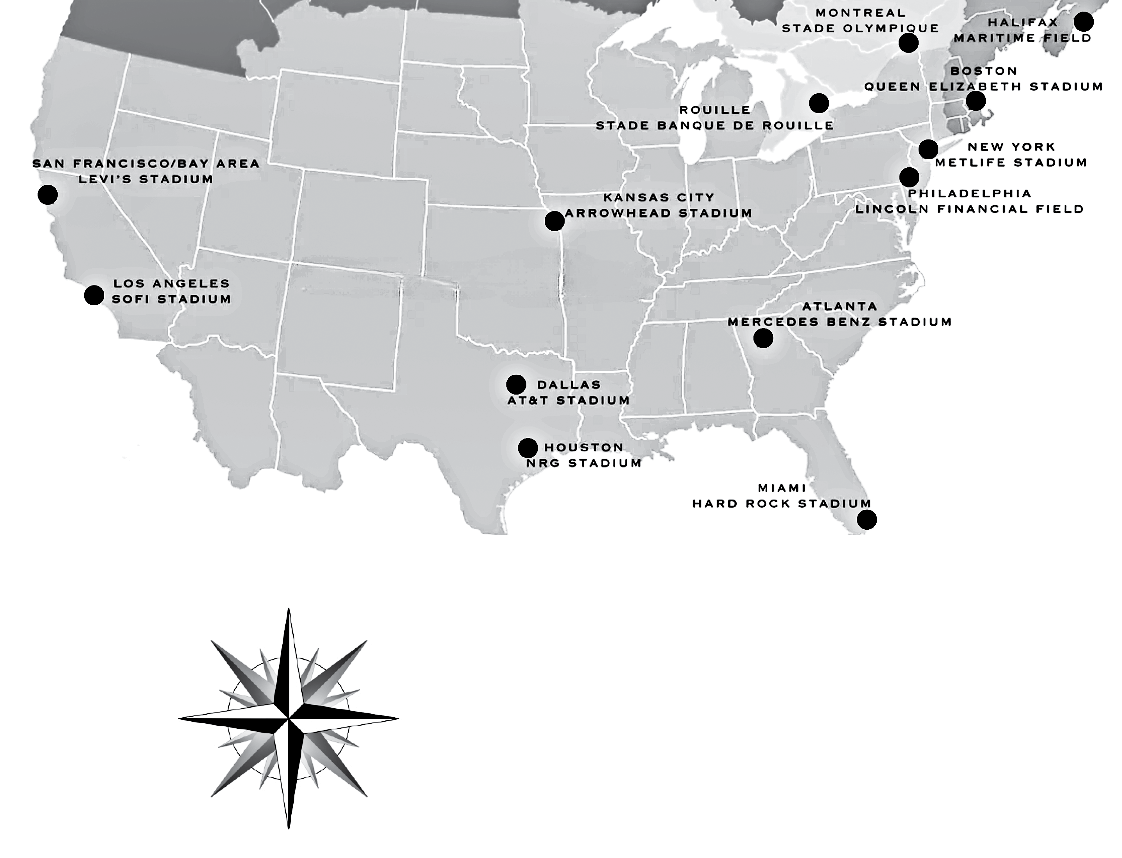 MONTREAL
STADE OLYMPIQUE
HALIFAX
MARITIME FIELD
BOSTON
QUEEN ELIZABETH STADIUM
ROUILLE
STADE BANQUE DE ROUILLE
NEW YORK
METLIFE STADIUM
SAN FRANCISCO/BAY AREA
LEVI'S STADIUM
PHILADELPHIA
LINCOLN FINANCIAL FIELD
KANSAS CITY
ARROWHEAD STADIUM
LOS ANGELES
SOFI STADIUM
ATLANTA
MERCEDES BENZ STADIUM
DALLAS
AT&T STADIUM
HOUSTON
NRG STADIUM
MIAMI
HARD ROCK STADIUM